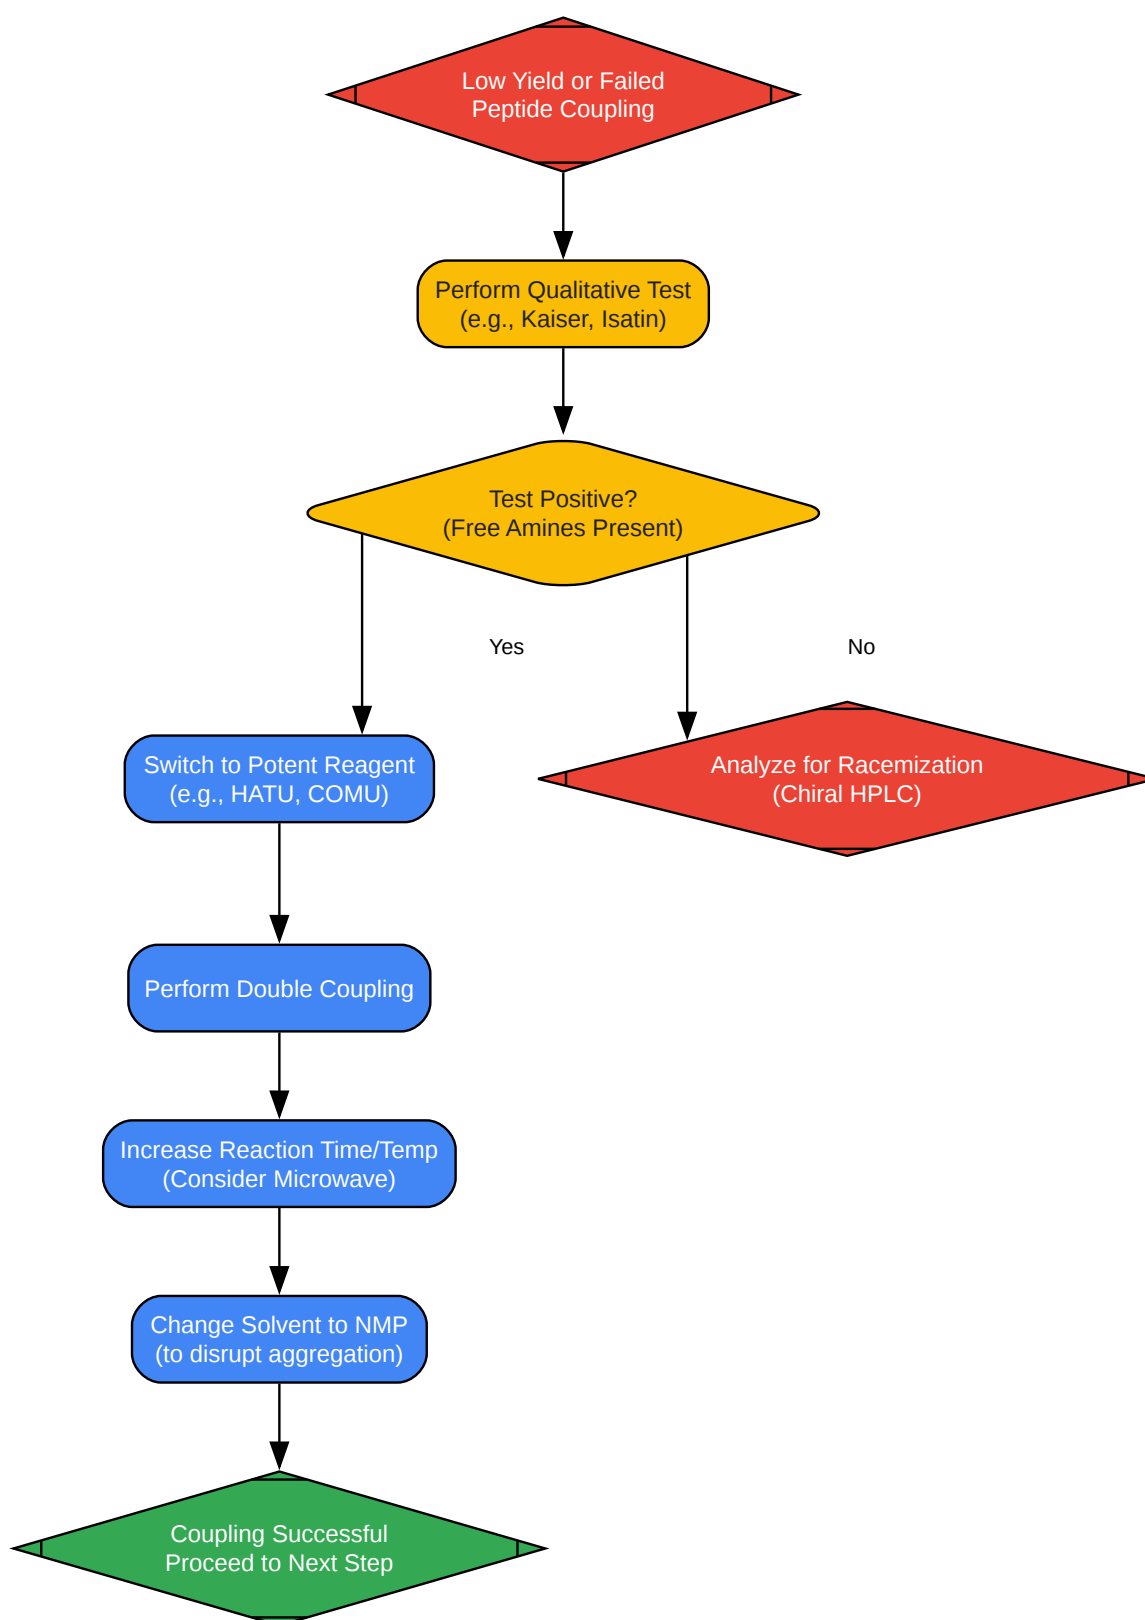 Low Yield or Failed
Peptide Coupling
Perform Qualitative Test
(e.g., Kaiser, Isatin)
Test Positive?
(Free Amines Present)
Yes
No
Switch to Potent Reagent
(e.g., HATU, COMU)
Analyze for Racemization
(Chiral HPLC)
Perform Double Coupling
Increase Reaction Time/Temp
(Consider Microwave)
Change Solvent to NMP
(to disrupt aggregation)
Coupling Successful
Proceed to Next Step